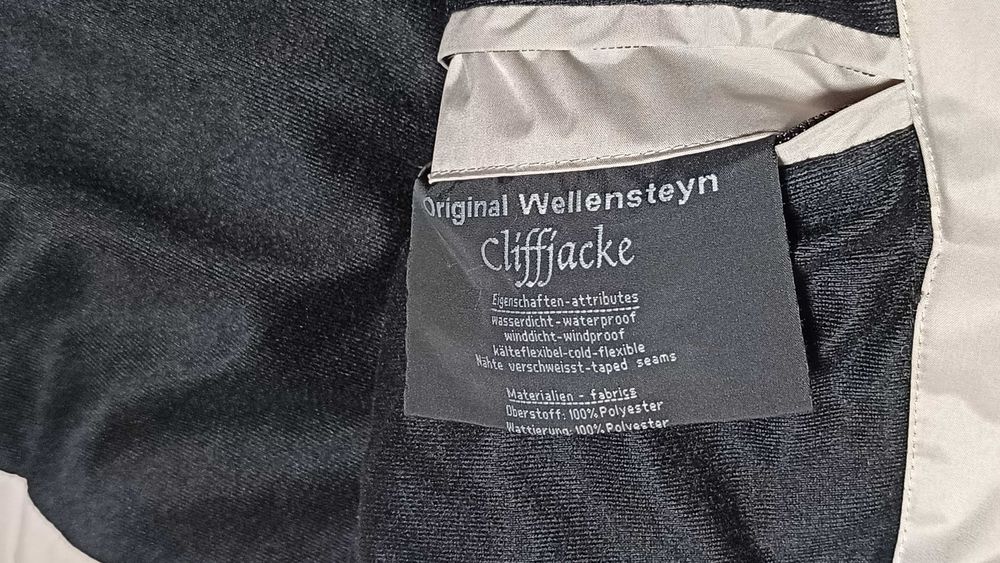 Original Wellensteyn
Cliffjacke
Eigenschaften-attributes
wasserdicht-waterproof
winddicht-windproof
kälteflexibel-cold-flexible
Nähte verschweisst-taped seams
Materialien - fabrics
Oberstoff: 100% Polyester
Wattierung: 100% Polyester